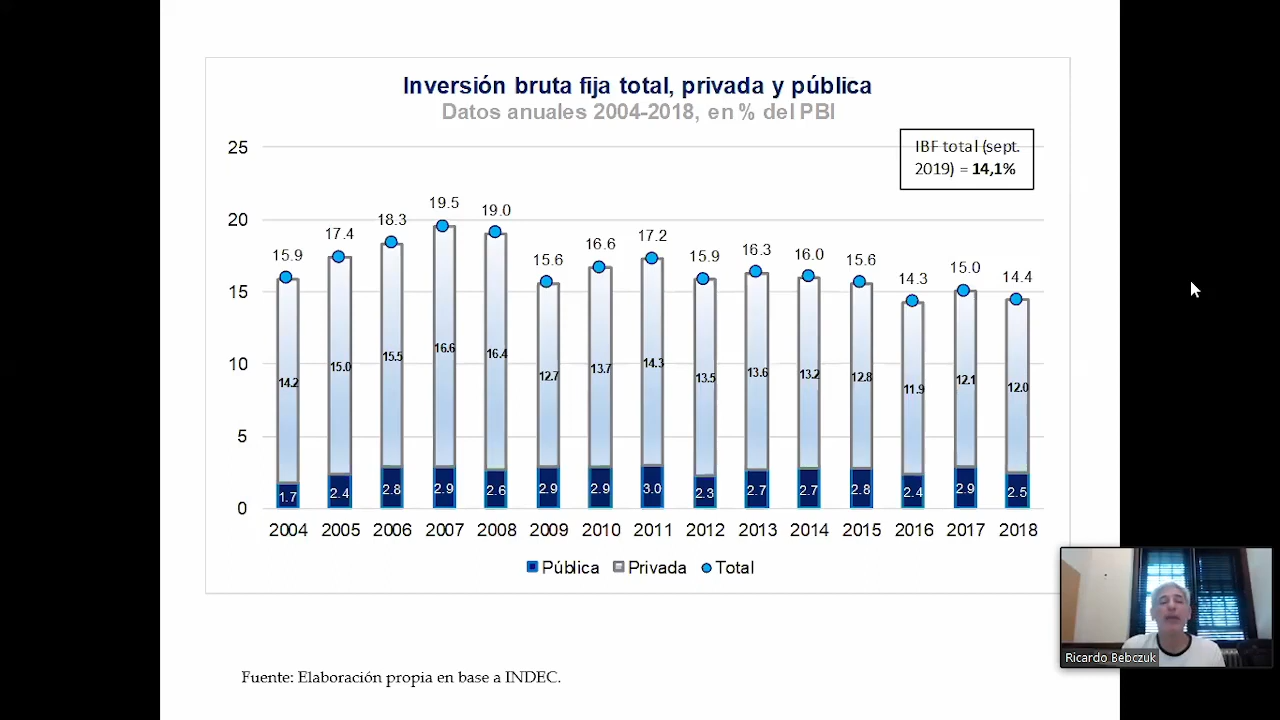 Inversión bruta fija total, privada y pública
Datos anuales 2004-2018, en % del PBI
IBF total (sept.
2019) = 14,1%
25
20
15
10
5
0
15.9 17.4 18.3 19.5 19.0 15.6 16.6 17.2 15.9 16.3 16.0 15.6 14.3 15.0 14.4
14.2 15.0 15.5 16.6 16.4 12.7 13.7 14.3 13.5 13.6 13.2 12.8 11.9 12.1 12.0
1.7 2.4 2.8 2.9 2.6 2.9 2.9 3.0 2.3 2.7 2.7 2.8 2.4 2.9 2.5
2004 2005 2006 2007 2008 2009 2010 2011 2012 2013 2014 2015 2016 2017 2018
Pública Privada Total
Fuente: Elaboración propia en base a INDEC.
Ricardo Bebczuk